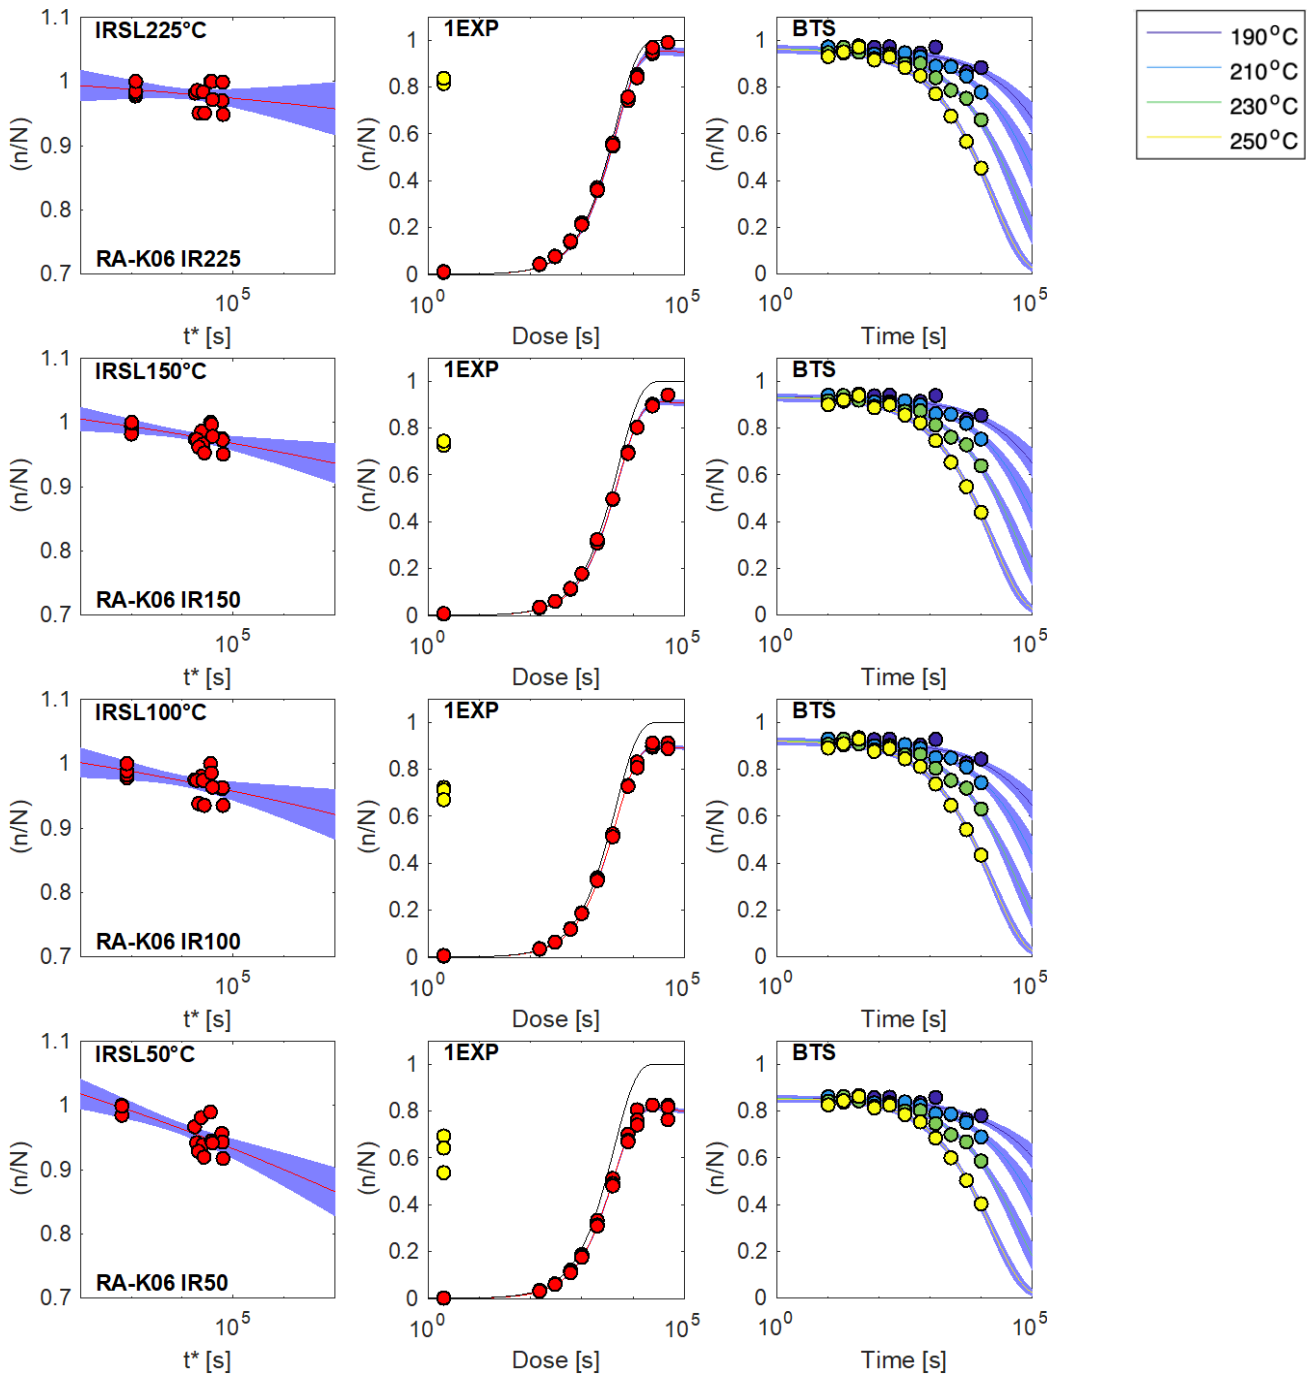 IRSL225°C
1EXP
BTS
1.1
1
0.9
0.8
0.7
(n/N)
RA-K06 IR225
10^5
t* [s]
1
0.8
0.6
0.4
0.2
0
(n/N)
10^0
10^5
Dose [s]
1
0.8
0.6
0.4
0.2
0
(n/N)
10^0
10^5
Time [s]
190°C
210°C
230°C
250°C
IRSL150°C
1EXP
BTS
1.1
1
0.9
0.8
0.7
(n/N)
RA-K06 IR150
10^5
t* [s]
1
0.8
0.6
0.4
0.2
0
(n/N)
10^0
10^5
Dose [s]
1
0.8
0.6
0.4
0.2
0
(n/N)
10^0
10^5
Time [s]
IRSL100°C
1EXP
BTS
1.1
1
0.9
0.8
0.7
(n/N)
RA-K06 IR100
10^5
t* [s]
1
0.8
0.6
0.4
0.2
0
(n/N)
10^0
10^5
Dose [s]
1
0.8
0.6
0.4
0.2
0
(n/N)
10^0
10^5
Time [s]
IRSL50°C
1EXP
BTS
1.1
1
0.9
0.8
0.7
(n/N)
RA-K06 IR50
10^5
t* [s]
1
0.8
0.6
0.4
0.2
0
(n/N)
10^0
10^5
Dose [s]
1
0.8
0.6
0.4
0.2
0
(n/N)
10^0
10^5
Time [s]